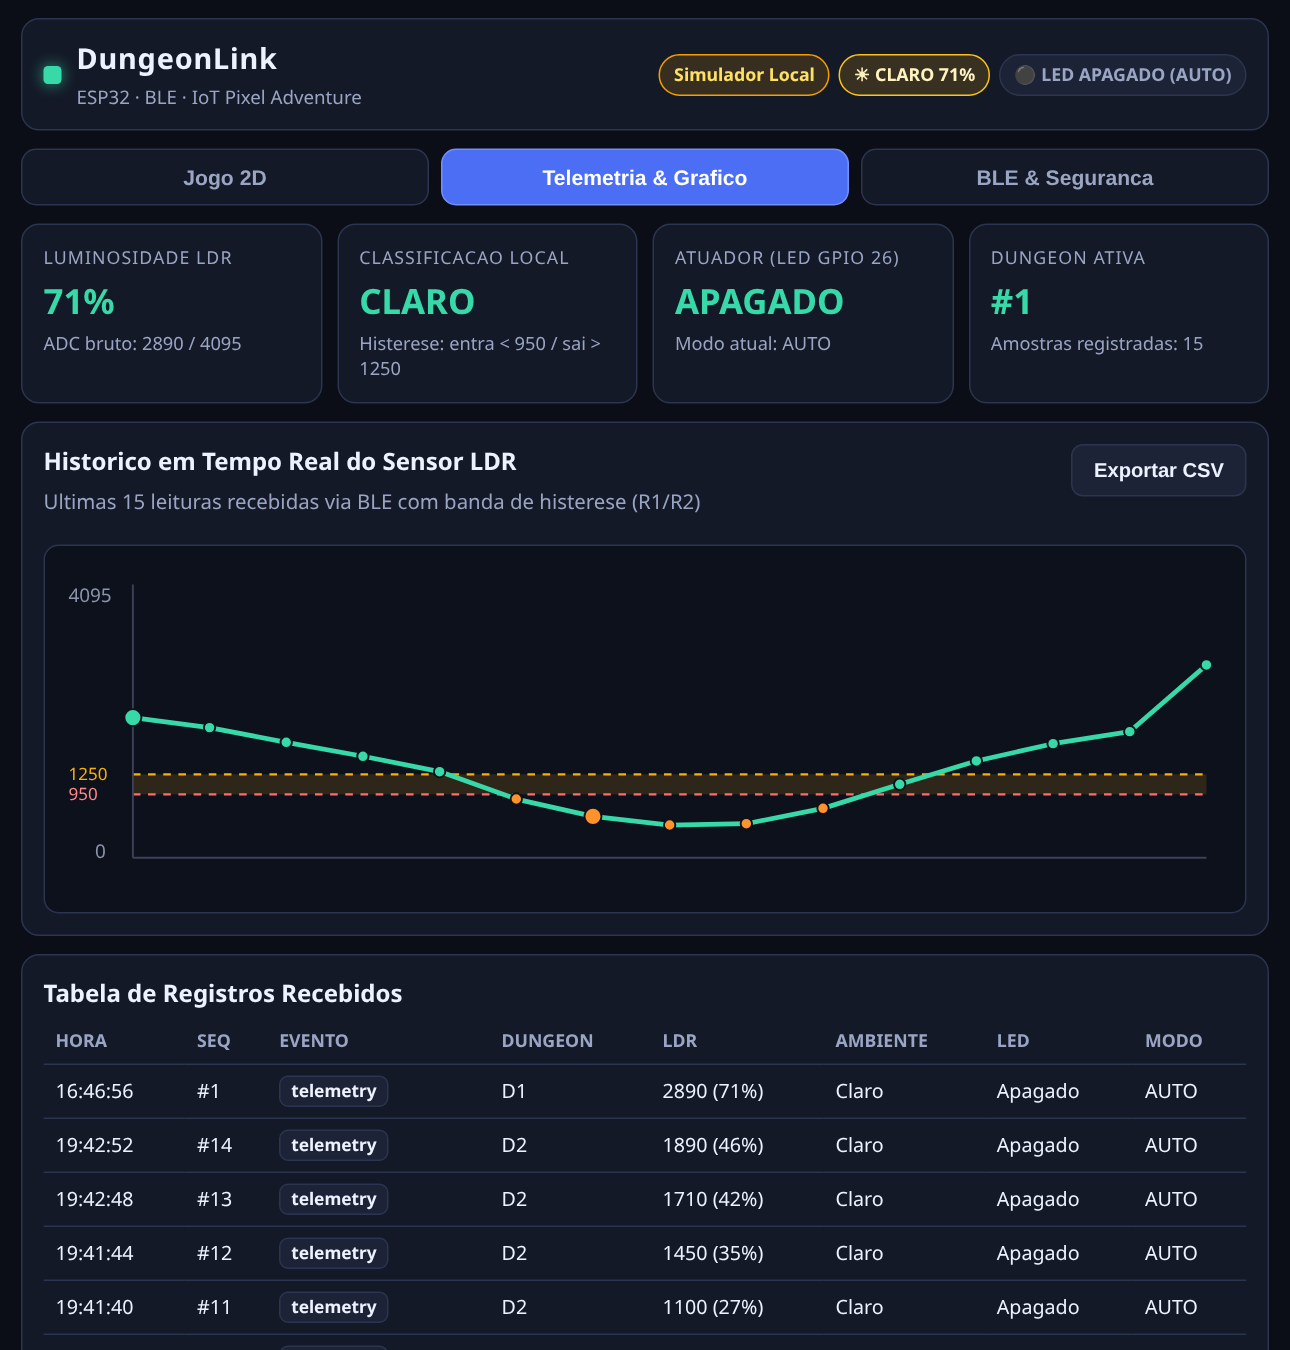 DungeonLink
ESP32 · BLE · IoT Pixel Adventure
Simulador Local
☀ CLARO 71%
LED APAGADO (AUTO)
Jogo 2D
Telemetria & Grafico
BLE & Seguranca
LUMINOSIDADE LDR
71%
ADC bruto: 2890 / 4095
CLASSIFICACAO LOCAL
CLARO
Histerese: entra < 950 / sai >
1250
ATUADOR (LED GPIO 26)
APAGADO
Modo atual: AUTO
DUNGEON ATIVA
#1
Amostras registradas: 15
Historico em Tempo Real do Sensor LDR
Exportar CSV
Ultimas 15 leituras recebidas via BLE com banda de histerese (R1/R2)
4095
1250
950
0
Tabela de Registros Recebidos
HORA SEQ EVENTO DUNGEON LDR AMBIENTE LED MODO
16:46:56 #1 telemetry D1 2890 (71%) Claro Apagado AUTO
19:42:52 #14 telemetry D2 1890 (46%) Claro Apagado AUTO
19:42:48 #13 telemetry D2 1710 (42%) Claro Apagado AUTO
19:41:44 #12 telemetry D2 1450 (35%) Claro Apagado AUTO
19:41:40 #11 telemetry D2 1100 (27%) Claro Apagado AUTO